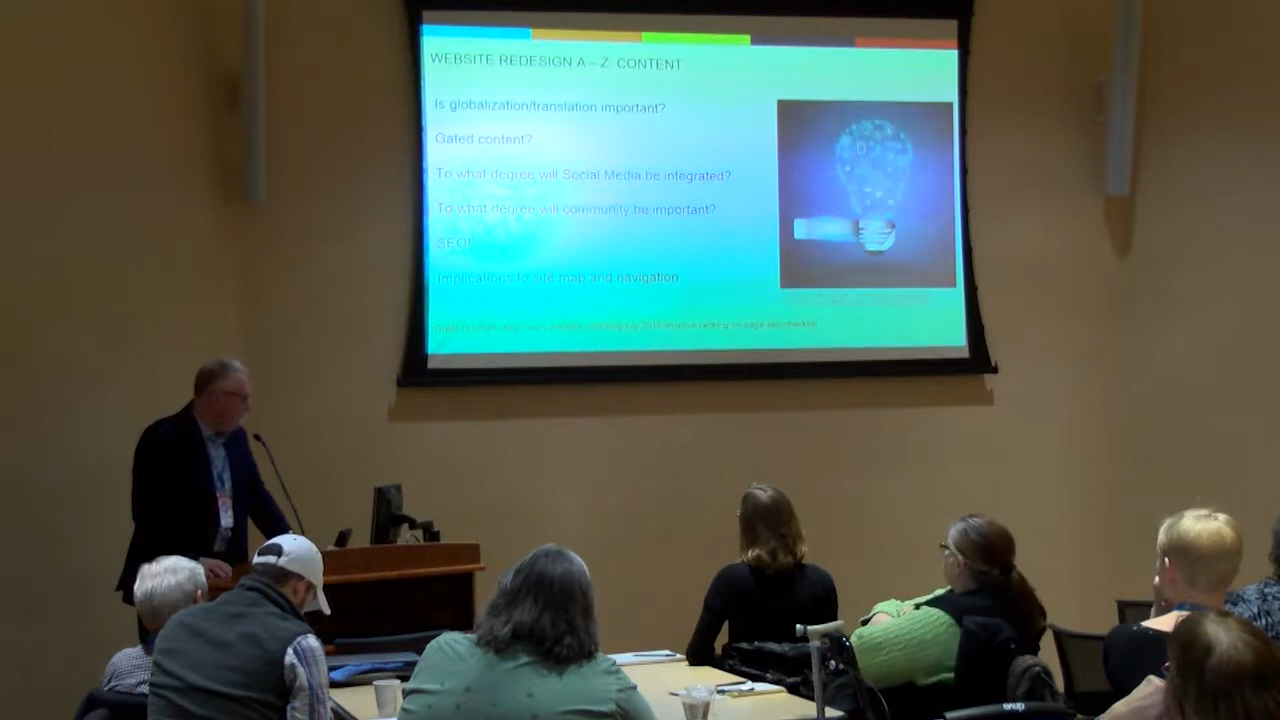 WEBSITE REDESIGN A – Z: CONTENT
Is globalization/translation important?
Gated content?
To what degree will Social Media be integrated?
To what degree will community be important?
SEO!
Implications to site map and navigation